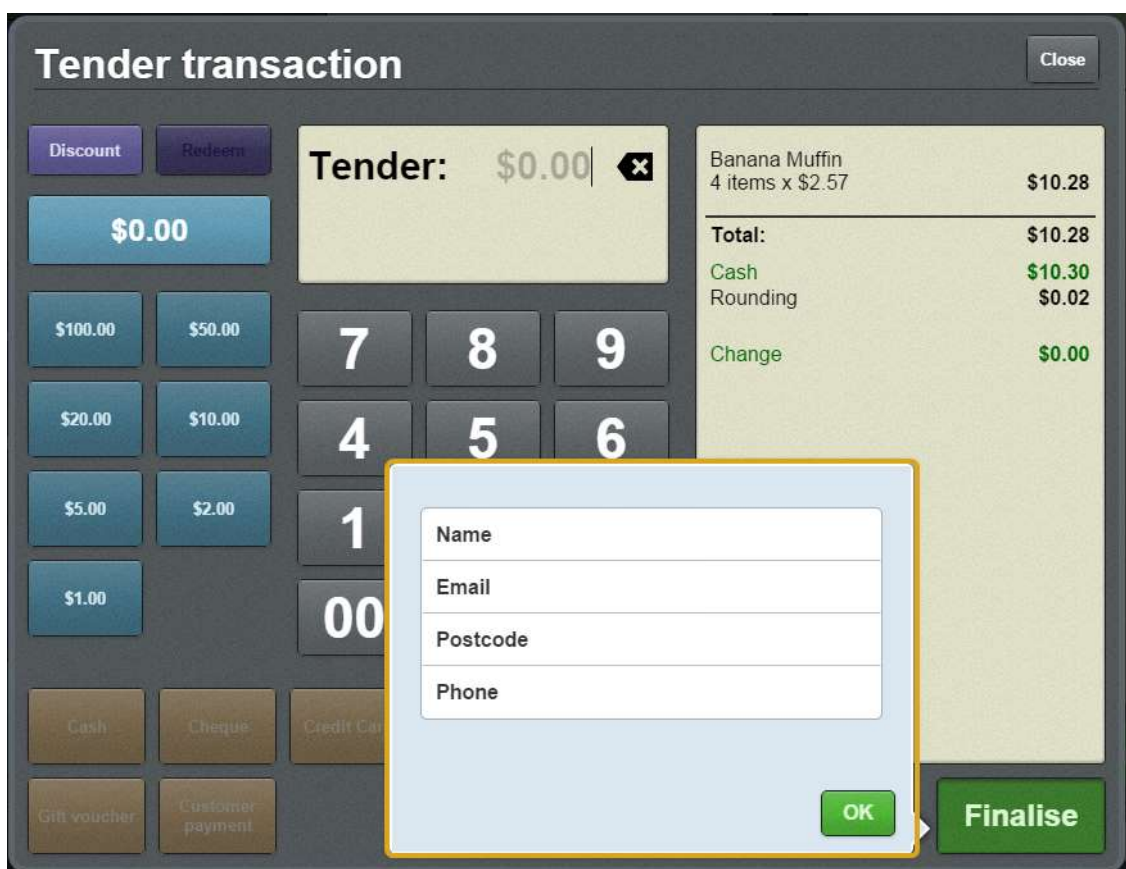 Tender transaction
Close
Discount
Redeem
$0.00
$100.00
$50.00
$20.00
$10.00
$5.00
$2.00
$1.00
Tender: $0.00
7 8 9
4 5 6
1
00
Banana Muffin
4 items x $2.57 $10.28
Total: $10.28
Cash $10.30
Rounding $0.02
Change $0.00
Name
Email
Postcode
Phone
OK
Cash
Cheque
Credit Car
Gift voucher
Customer
payment
Finalise